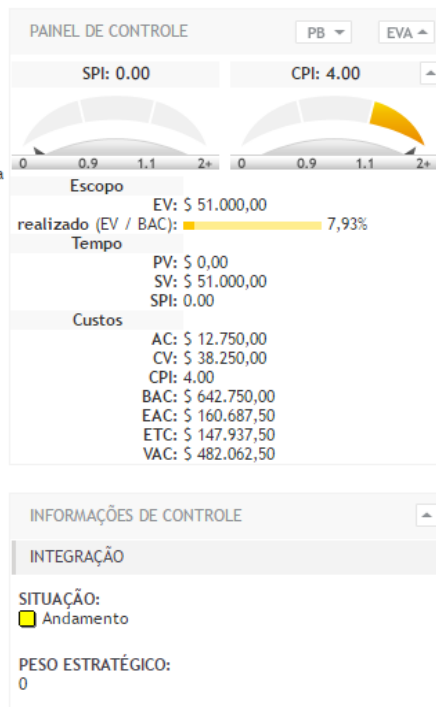 PAINEL DE CONTROLE PB EVA
SPI: 0.00 CPI: 4.00
0 0.9 1.1 2+ 0 0.9 1.1 2+
a
Escopo
EV: $ 51.000,00
realizado (EV / BAC): 7,93%
Tempo
PV: $ 0,00
SV: $ 51.000,00
SPI: 0.00
Custos
AC: $ 12.750,00
CV: $ 38.250,00
CPI: 4.00
BAC: $ 642.750,00
EAC: $ 160.687,50
ETC: $ 147.937,50
VAC: $ 482.062,50
INFORMAÇÕES DE CONTROLE
INTEGRAÇÃO
SITUAÇÃO:
Andamento
PESO ESTRATÉGICO:
0